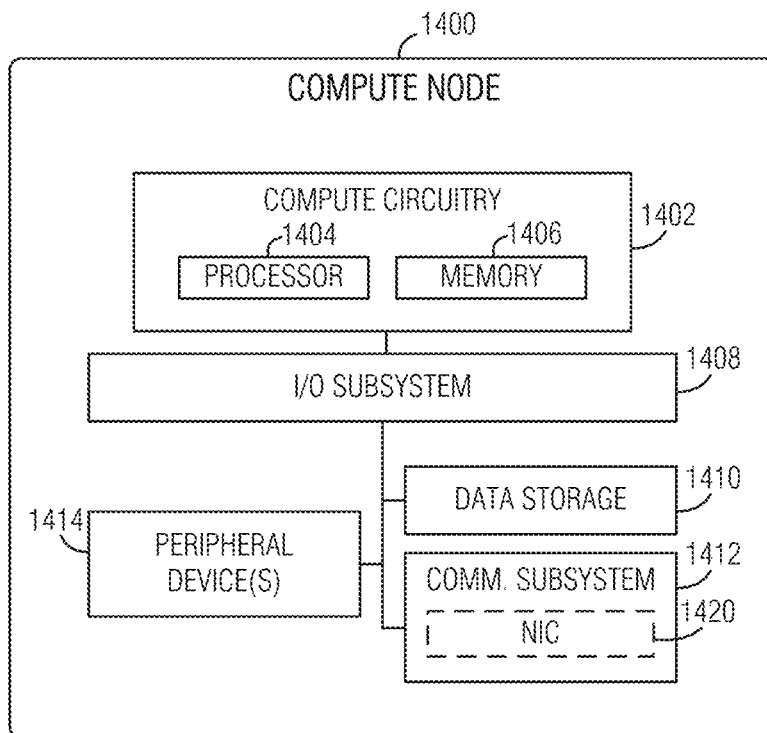 1400
COMPUTE NODE
COMPUTE CIRCUITRY
1402
1404
1406
PROCESSOR
MEMORY
I/O SUBSYSTEM
1408
DATA STORAGE
1410
1414
PERIPHERAL
DEVICE(S)
COMM. SUBSYSTEM
1412
NIC
1420